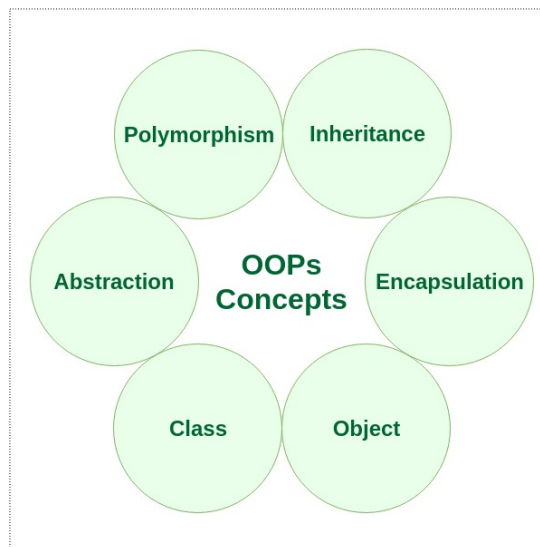 Polymorphism
Inheritance
Abstraction
OOPs
Concepts
Encapsulation
Class
Object